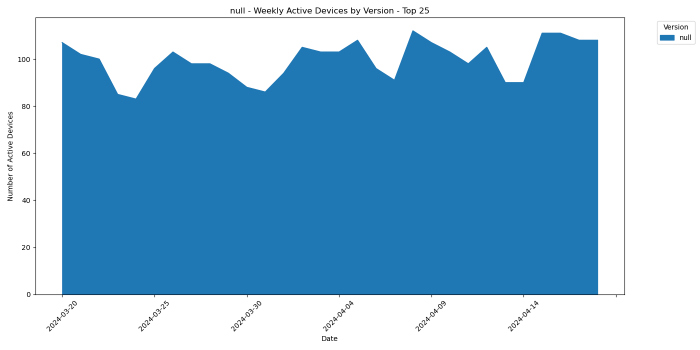 null - Weekly Active Devices by Version - Top 25
Version
null
Number of Active Devices
100
80
60
40
20
0
2024-03-20
2024-03-25
2024-03-30
2024-04-04
2024-04-09
2024-04-14
Date